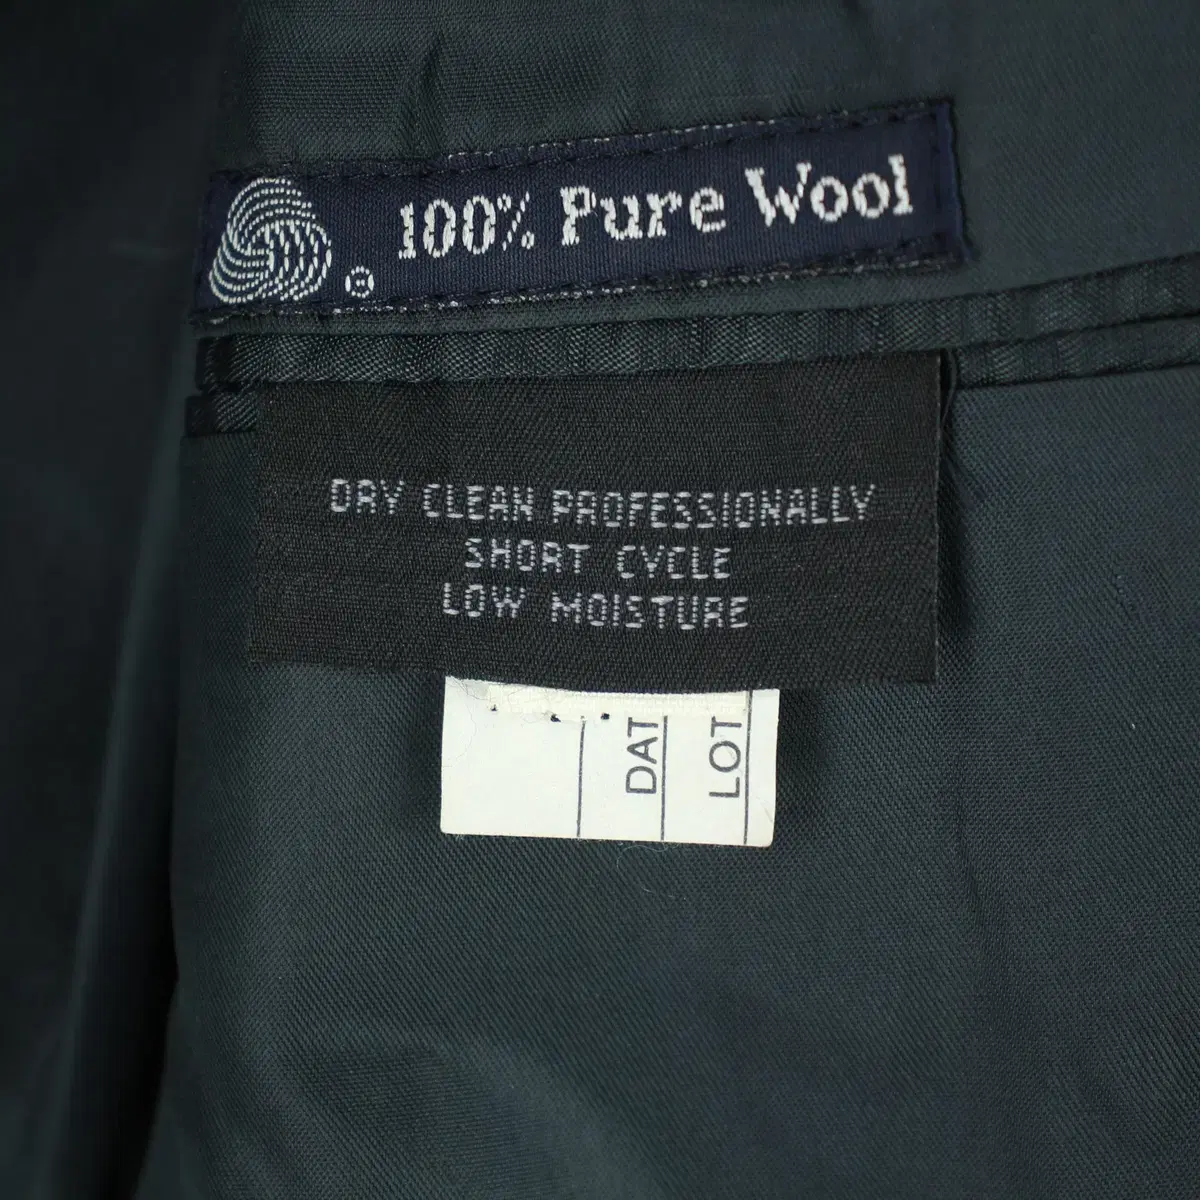 100% Pure Wool
DRY CLEAN PROFESSIONALLY
SHORT CYCLE
LOW MOISTURE
DAT
LOT